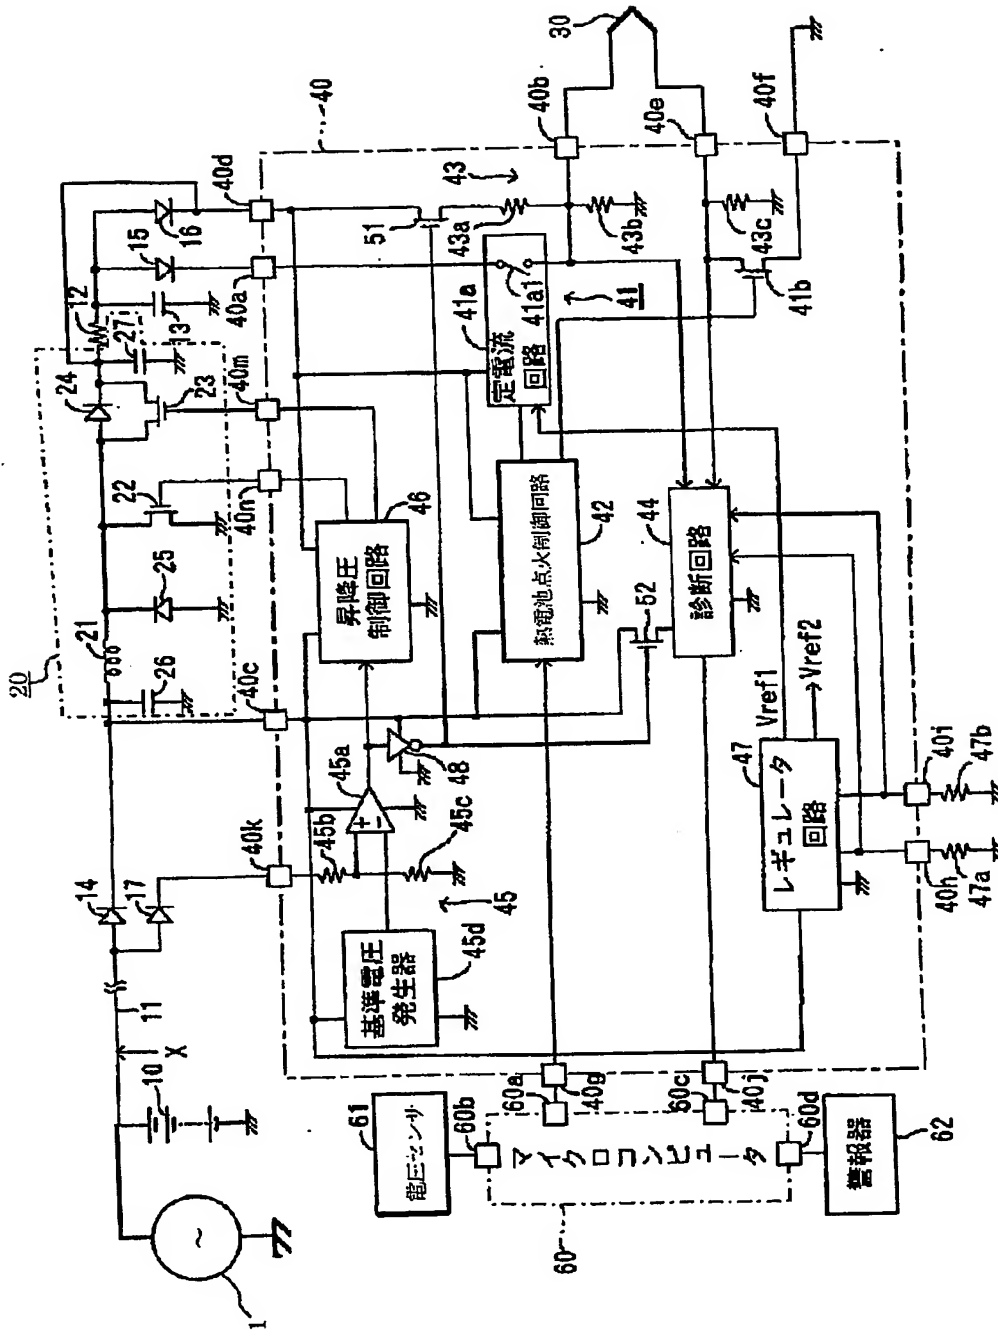 1
10
X
11
14
17
20
26
21
25
22
24
23
27
12
13
15
16
40c
40n
40m
40a
40d
40
40k
45b
45a
45c
45
48
基準電圧
発生器
45d
昇降圧
制御回路
46
51
43a
43
43b
定電流
回路
41a
41a1
41
熱電池点火制御回路
42
52
診断回路
44
41b
43c
40b
40e
40f
30
レギュレータ
回路
47
Vref1
Vref2
40h
47a
40i
47b
40g
40j
60a
60c
60b
60d
電圧センサ
61
マイクロコンピュータ
60
警報器
62